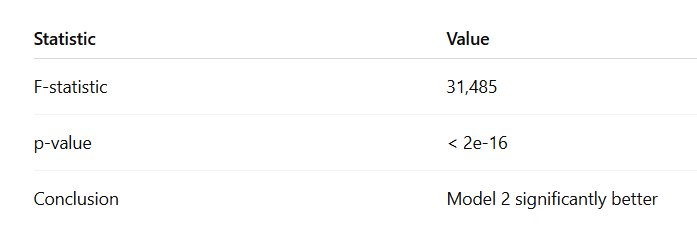 Statistic Value
F-statistic 31,485
p-value < 2e-16
Conclusion Model 2 significantly better